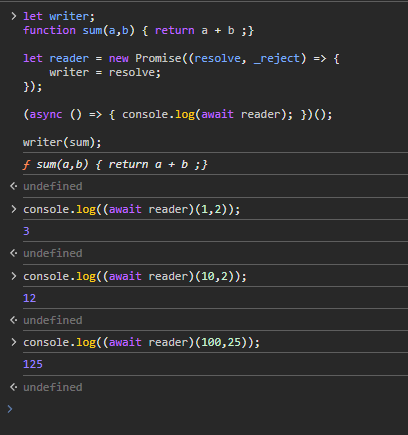 let writer;
function sum(a,b) { return a + b ;}
let reader = new Promise((resolve, _reject) => {
    writer = resolve;
});
(async () => { console.log(await reader); })();
writer(sum);
ƒ sum(a,b) { return a + b ;}
undefined
console.log((await reader)(1,2));
3
undefined
console.log((await reader)(10,2));
12
undefined
console.log((await reader)(100,25));
125
undefined